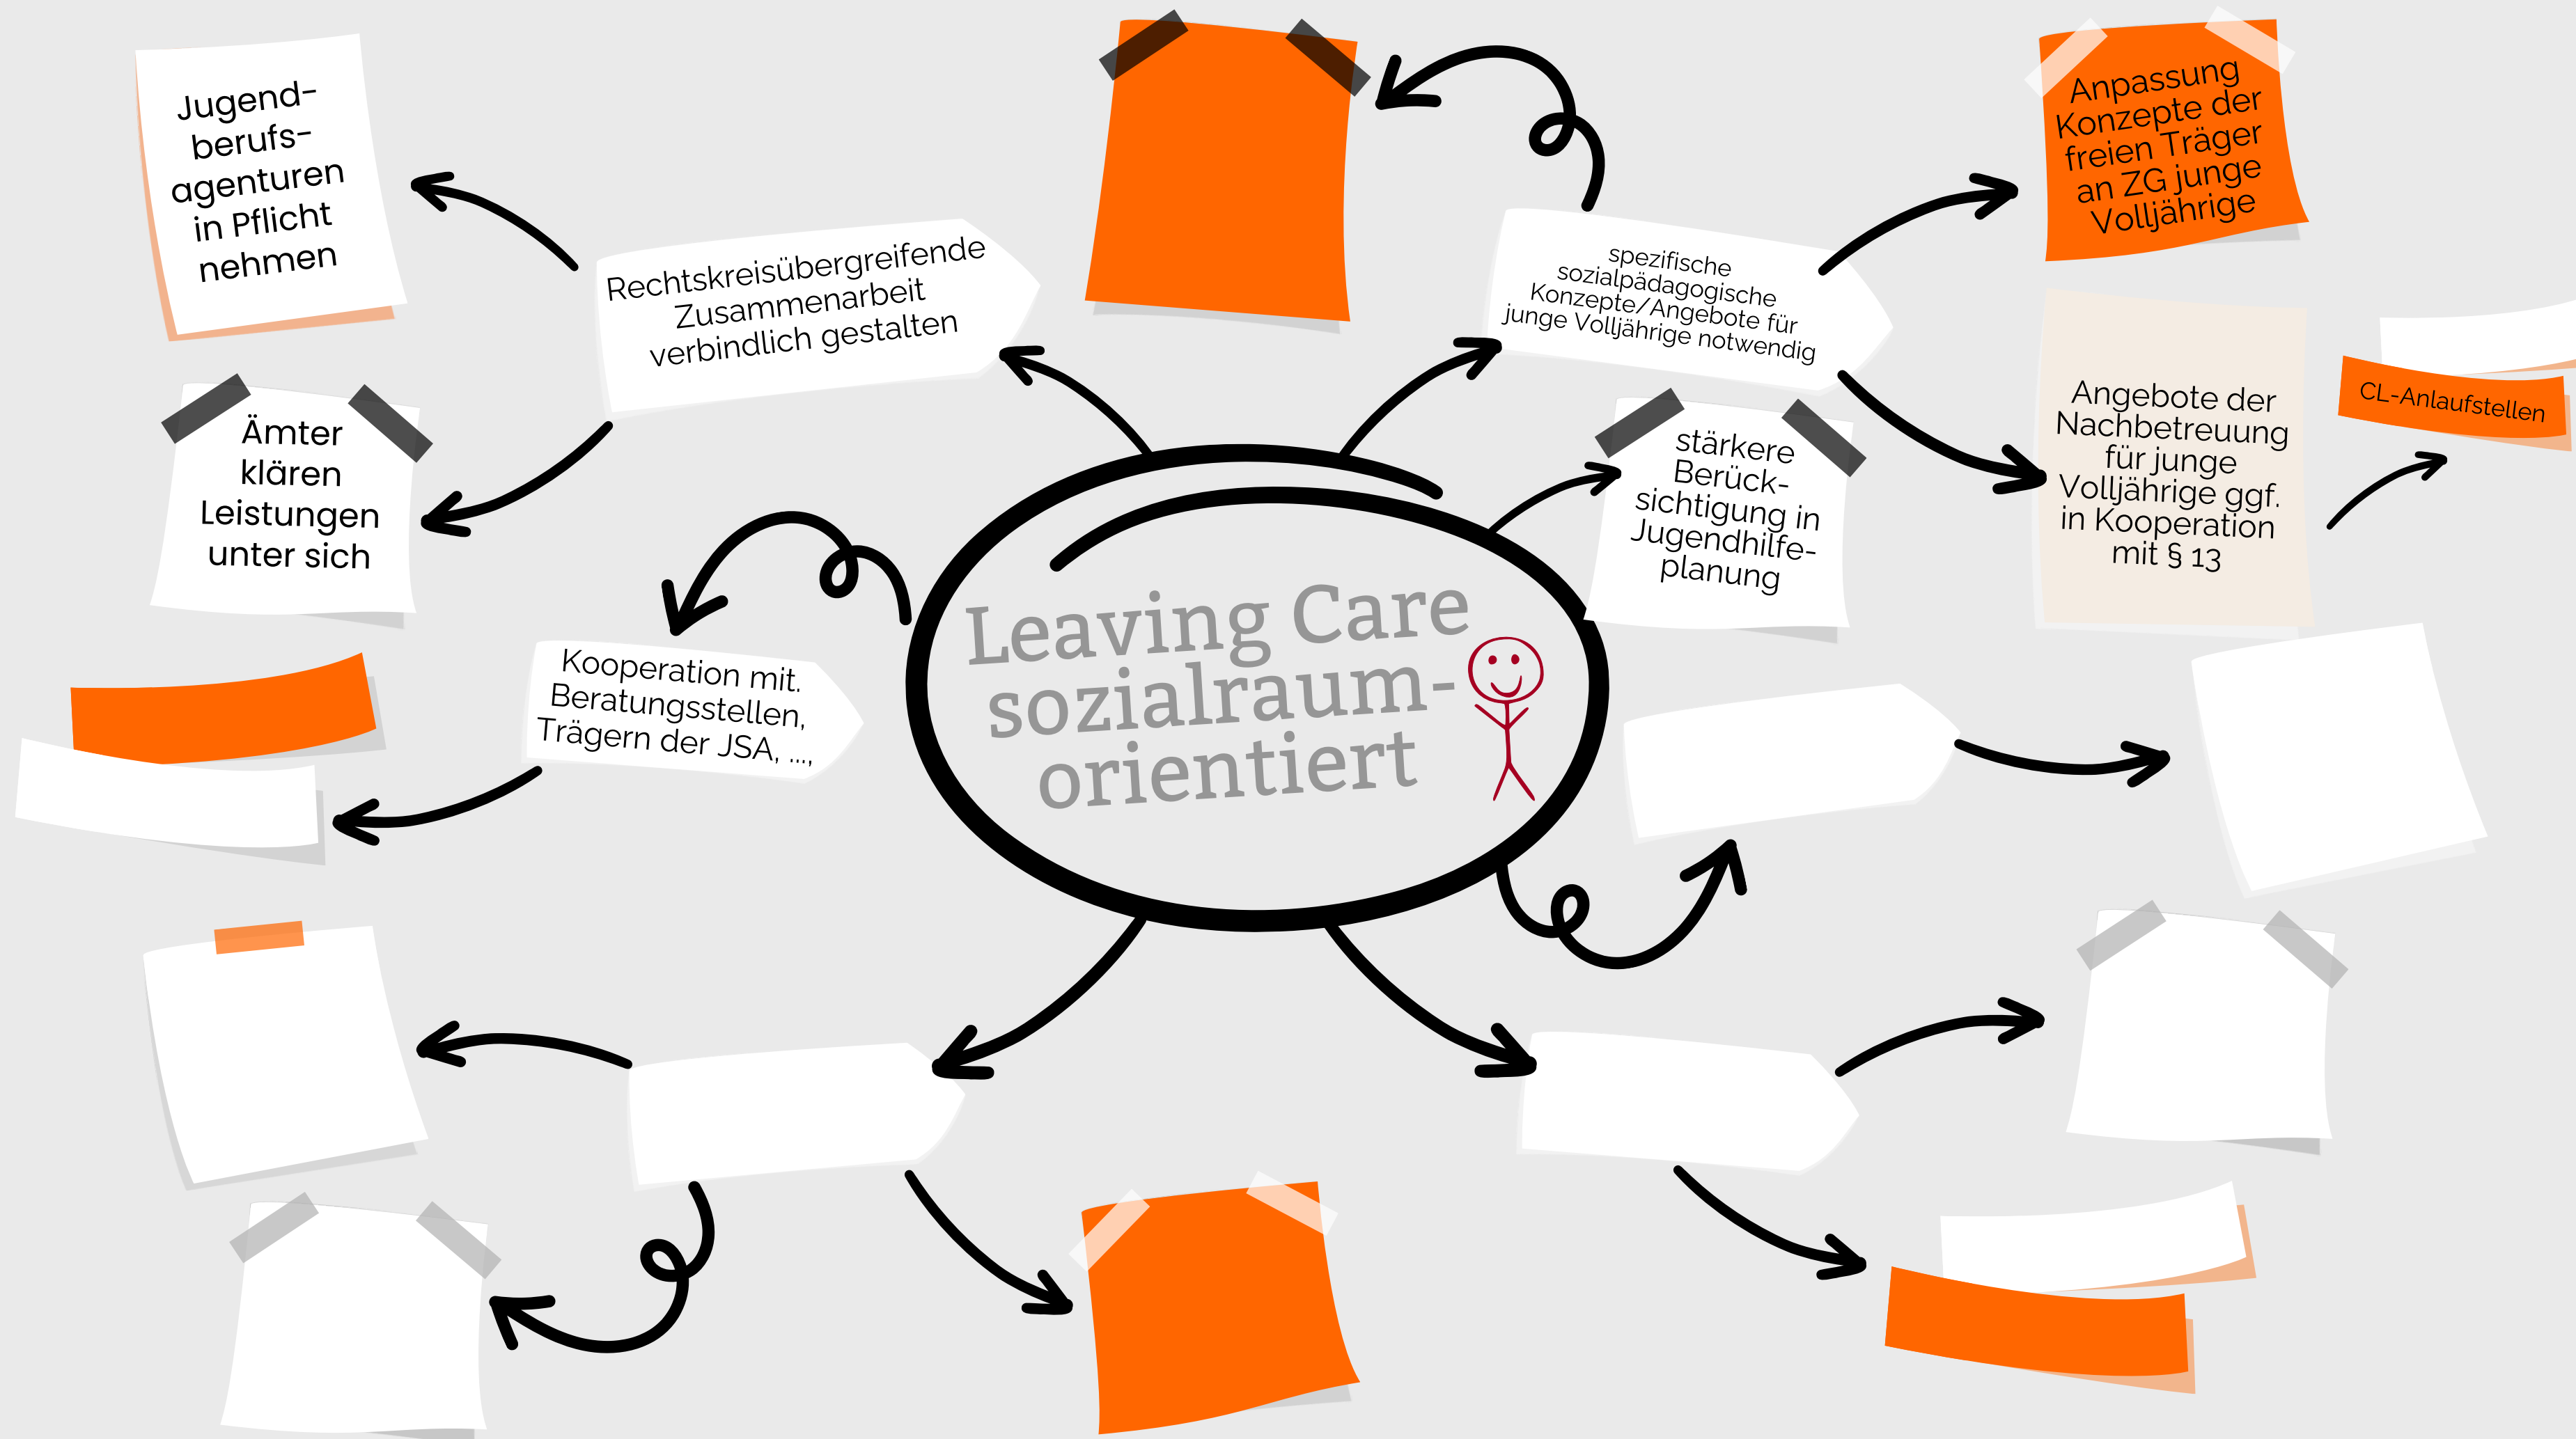 Jugend-
berufs-
agenturen
in Pflicht
nehmen
Ämter
klären
Leistungen
unter sich
Rechtskreisübergreifende
Zusammenarbeit
verbindlich gestalten
Kooperation mit.
Beratungsstellen,
Trägern der JSA, ...,
Leaving Care
sozialraum-
orientiert
spezifische
sozialpädagogische
Konzepte/Angebote für
junge Volljährige notwendig
stärkere
Berück-
sichtigung in
Jugendhilfe-
planung
Anpassung
Konzepte der
freien Träger
an ZG junge
Volljährige
Angebote der
Nachbetreuung
für junge
Volljährige ggf.
in Kooperation
mit § 13
CL-Anlaufstellen